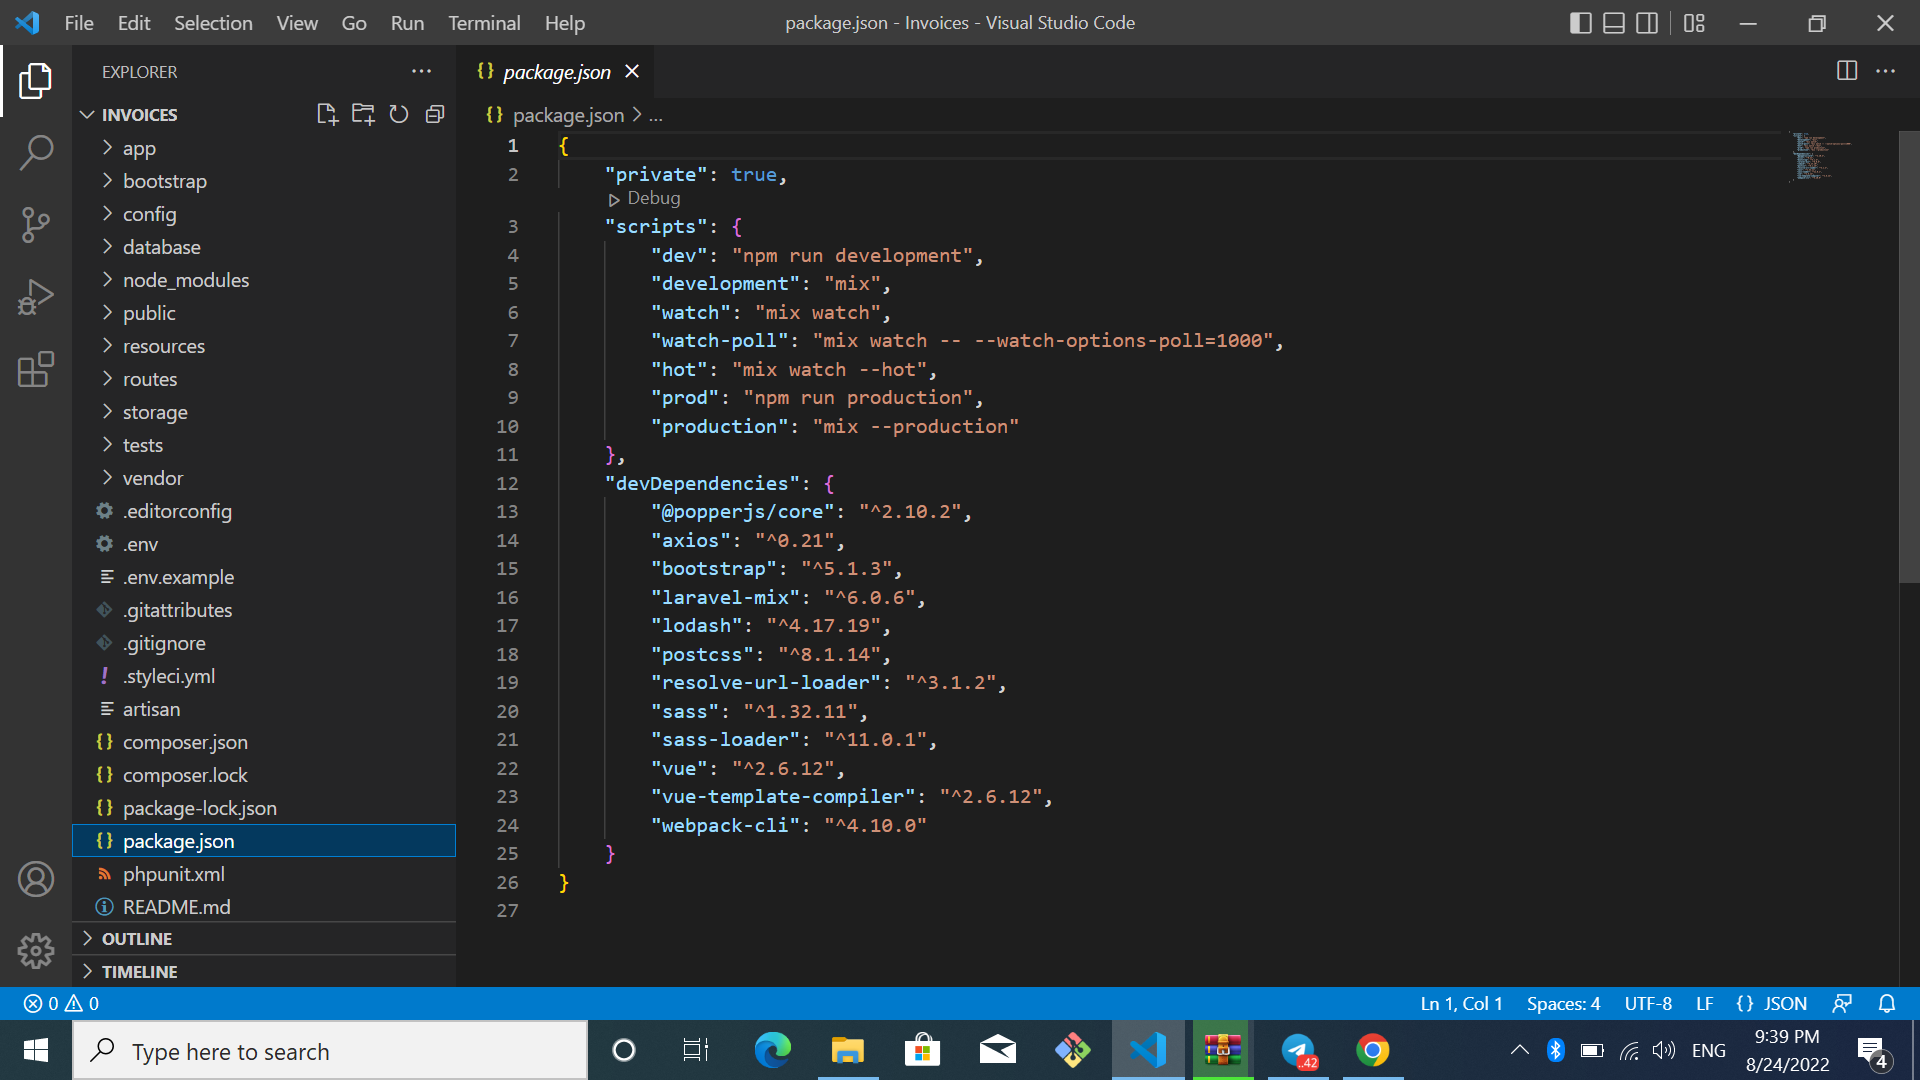 File Edit Selection View Go Run Terminal Help
package.json - Invoices - Visual Studio Code
EXPLORER
INVOICES
app
bootstrap
config
database
node_modules
public
resources
routes
storage
tests
vendor
.editorconfig
.env
.env.example
.gitattributes
.gitignore
.styleci.yml
artisan
composer.json
composer.lock
package-lock.json
package.json
phpunit.xml
README.md
OUTLINE
TIMELINE
{} package.json
{} package.json > ...
1 {
2 "private": true,
Debug
3 "scripts": {
4 "dev": "npm run development",
5 "development": "mix",
6 "watch": "mix watch",
7 "watch-poll": "mix watch -- --watch-options-poll=1000",
8 "hot": "mix watch --hot",
9 "prod": "npm run production",
10 "production": "mix --production"
11 },
12 "devDependencies": {
13 "@popperjs/core": "^2.10.2",
14 "axios": "^0.21",
15 "bootstrap": "^5.1.3",
16 "laravel-mix": "^6.0.6",
17 "lodash": "^4.17.19",
18 "postcss": "^8.1.14",
19 "resolve-url-loader": "^3.1.2",
20 "sass": "^1.32.11",
21 "sass-loader": "^11.0.1",
22 "vue": "^2.6.12",
23 "vue-template-compiler": "^2.6.12",
24 "webpack-cli": "^4.10.0"
25 }
26 }
27
0 0
Ln 1, Col 1 Spaces: 4 UTF-8 LF {} JSON
Type here to search
..42
ENG
9:39 PM
8/24/2022
4